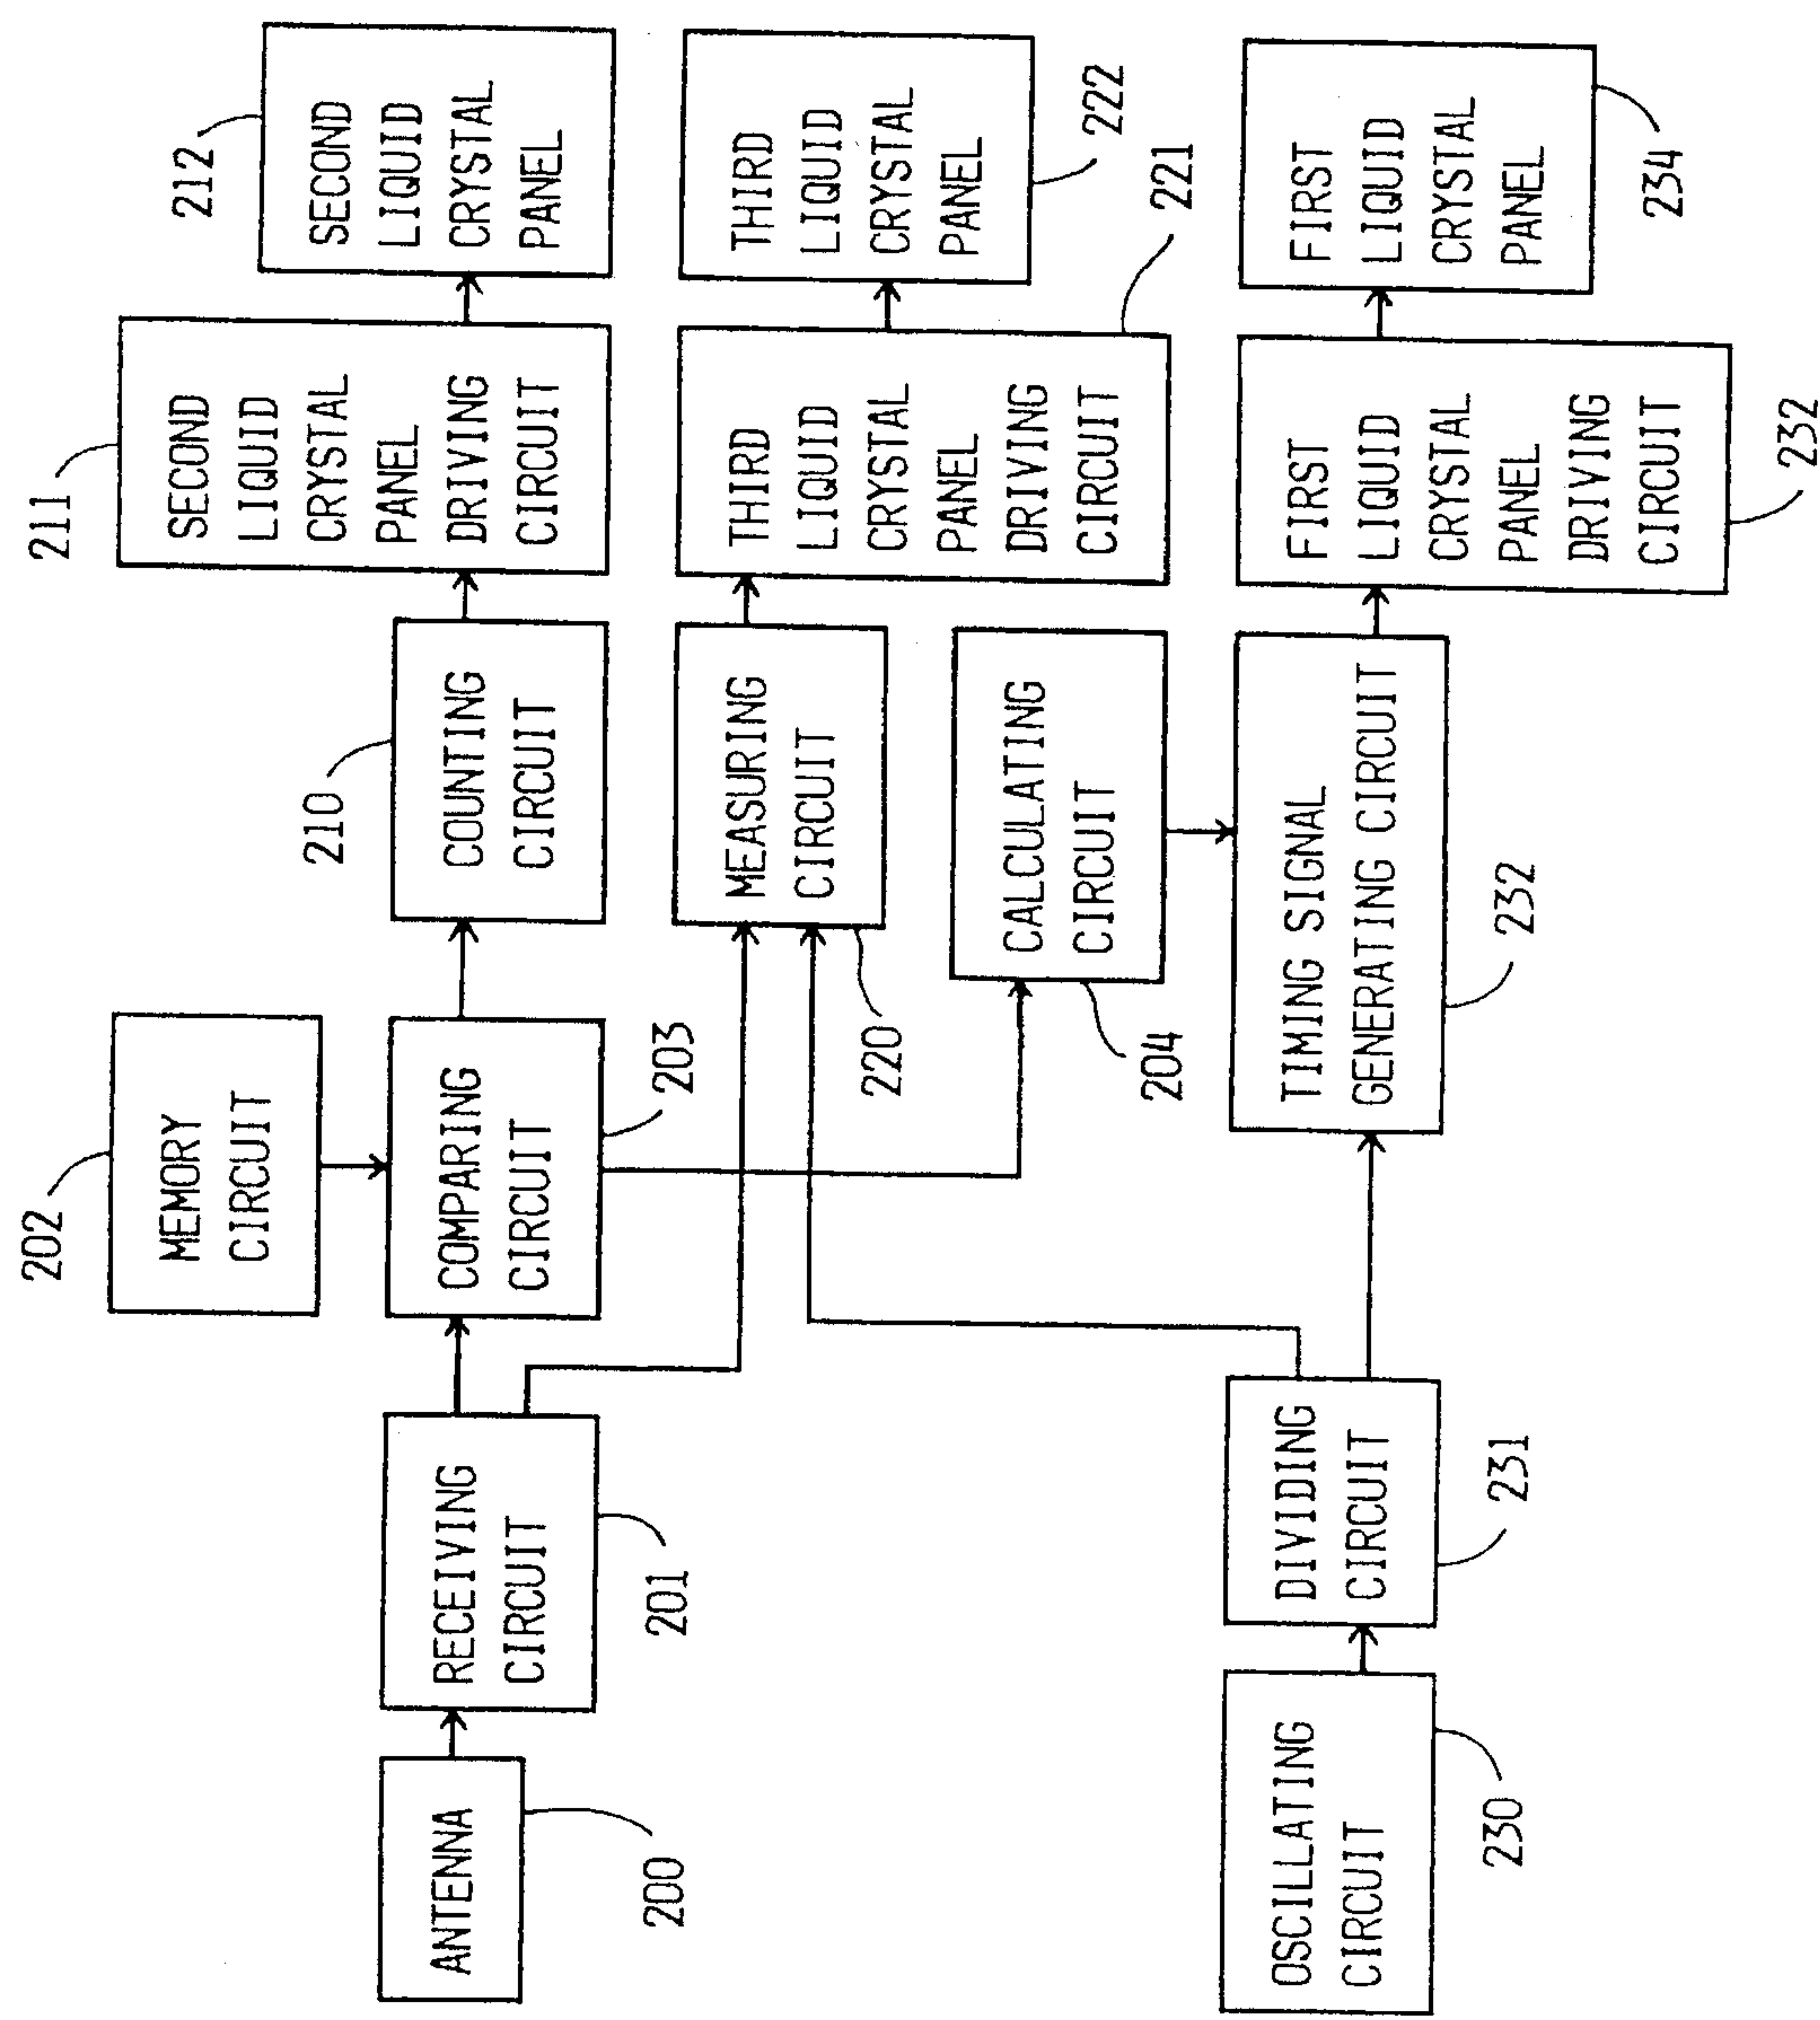 202
MEMORY
CIRCUIT
211
SECOND
LIQUID
CRYSTAL
PANEL
DRIVING
CIRCUIT
212
SECOND
LIQUID
CRYSTAL
PANEL
ANTENNA
200
RECEIVING
CIRCUIT
201
COMPARING
CIRCUIT
203
210
COUNTING
CIRCUIT
MEASURING
CIRCUIT
220
THIRD
LIQUID
CRYSTAL
PANEL
DRIVING
CIRCUIT
221
THIRD
LIQUID
CRYSTAL
PANEL
222
CALCULATING
CIRCUIT
204
OSCILLATING
CIRCUIT
230
DIVIDING
CIRCUIT
231
TIMING SIGNAL
GENERATING CIRCUIT
232
FIRST
LIQUID
CRYSTAL
PANEL
DRIVING
CIRCUIT
232
FIRST
LIQUID
CRYSTAL
PANEL
234